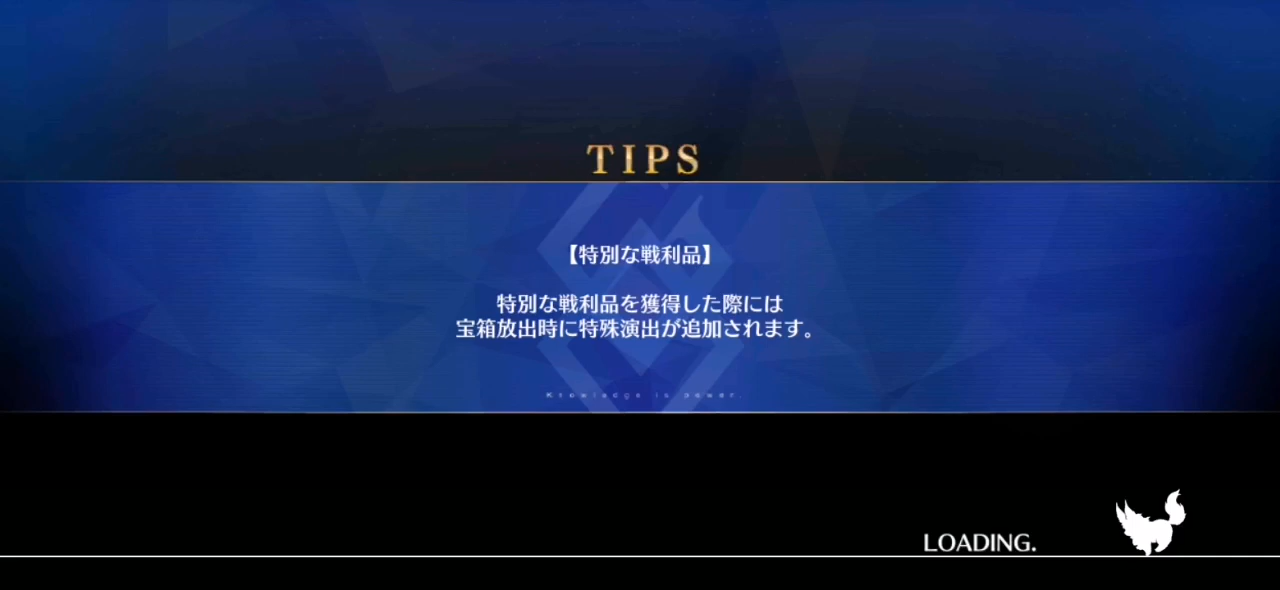 TIPS
【特別な戦利品】
特別な戦利品を獲得した際には
宝箱放出時に特殊演出が追加されます。
Knowledge is power.
LOADING.